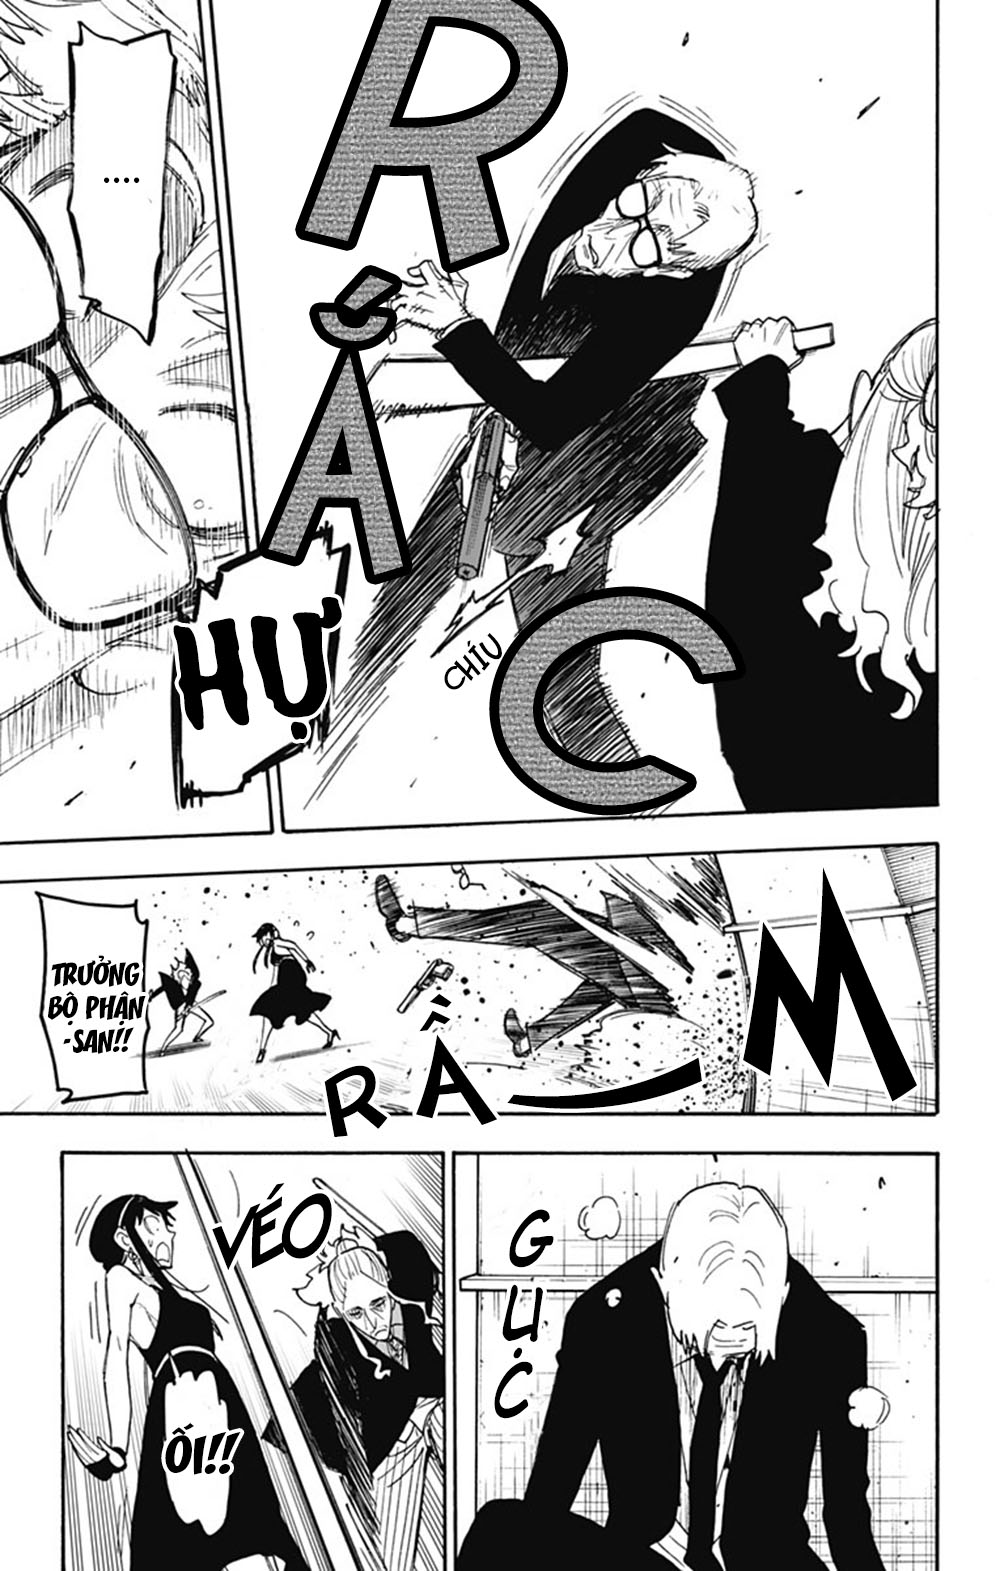 RẮC
CHÍU
....
HỰ
TRƯỞNG
BỘ PHẬN
-SAN!!
RẦM
GỤC
VÉO
ỐI!!